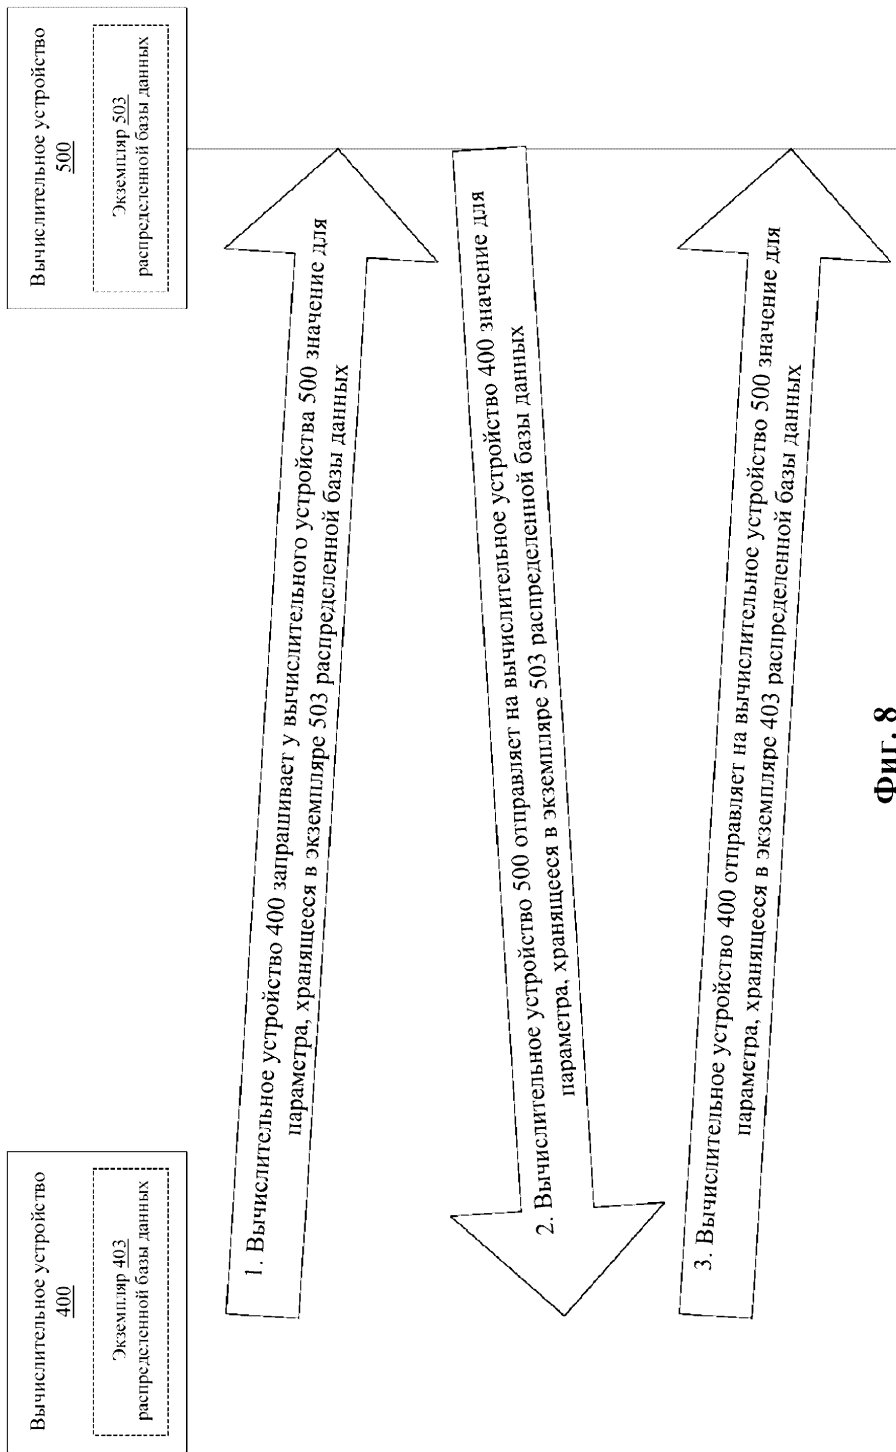 Вычислительное устройство
400
Экземпляр 403
распределенной базы данных
Вычислительное устройство
500
Экземпляр 503
распределенной базы данных
1. Вычислительное устройство 400 запрашивает у вычислительного устройства 500 значение для
параметра, хранящееся в экземпляре 503 распределенной базы данных
2. Вычислительное устройство 500 отправляет на вычислительное устройство 400 значение для
параметра, хранящееся в экземпляре 503 распределенной базы данных
3. Вычислительное устройство 400 отправляет на вычислительное устройство 500 значение для
параметра, хранящееся в экземпляре 403 распределенной базы данных
Фиг. 8